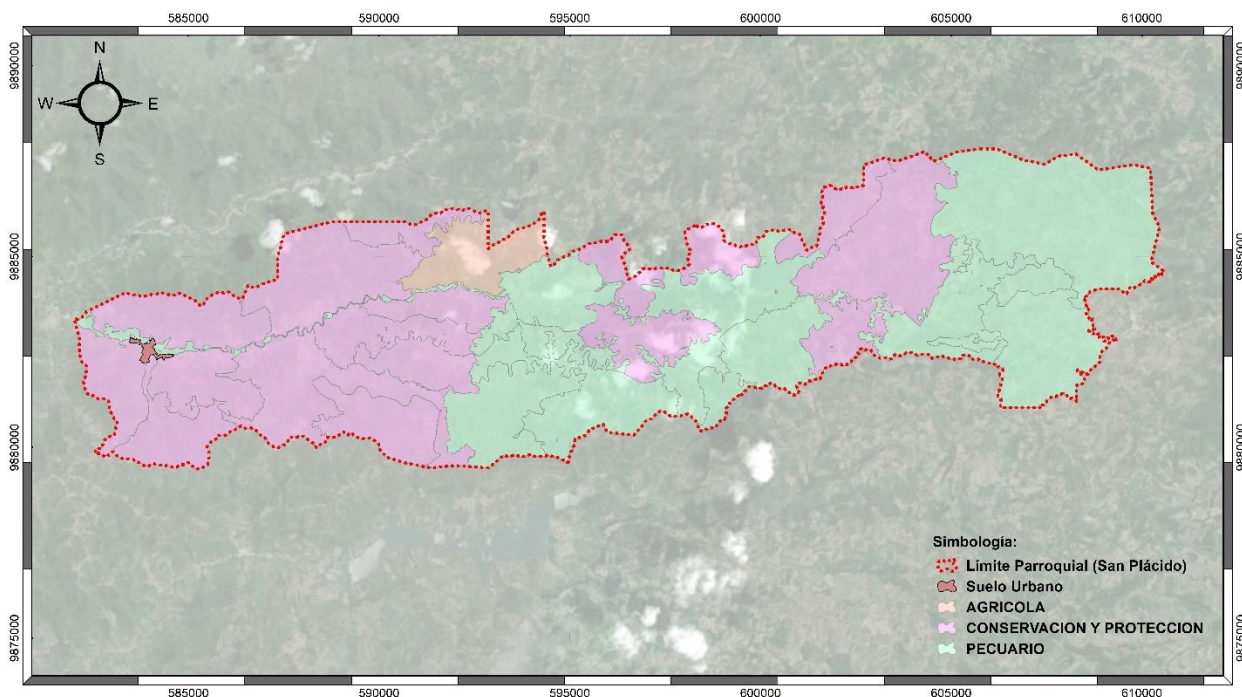 585000 590000 595000 600000 605000 610000
9890000 9890000
N
W E
S
9885000 9885000
9880000 9880000
Simbología:
Límite Parroquial (San Plácido)
Suelo Urbano
AGRICOLA
CONSERVACION Y PROTECCION
PECUARIO
9875000 9875000
585000 590000 595000 600000 605000 610000